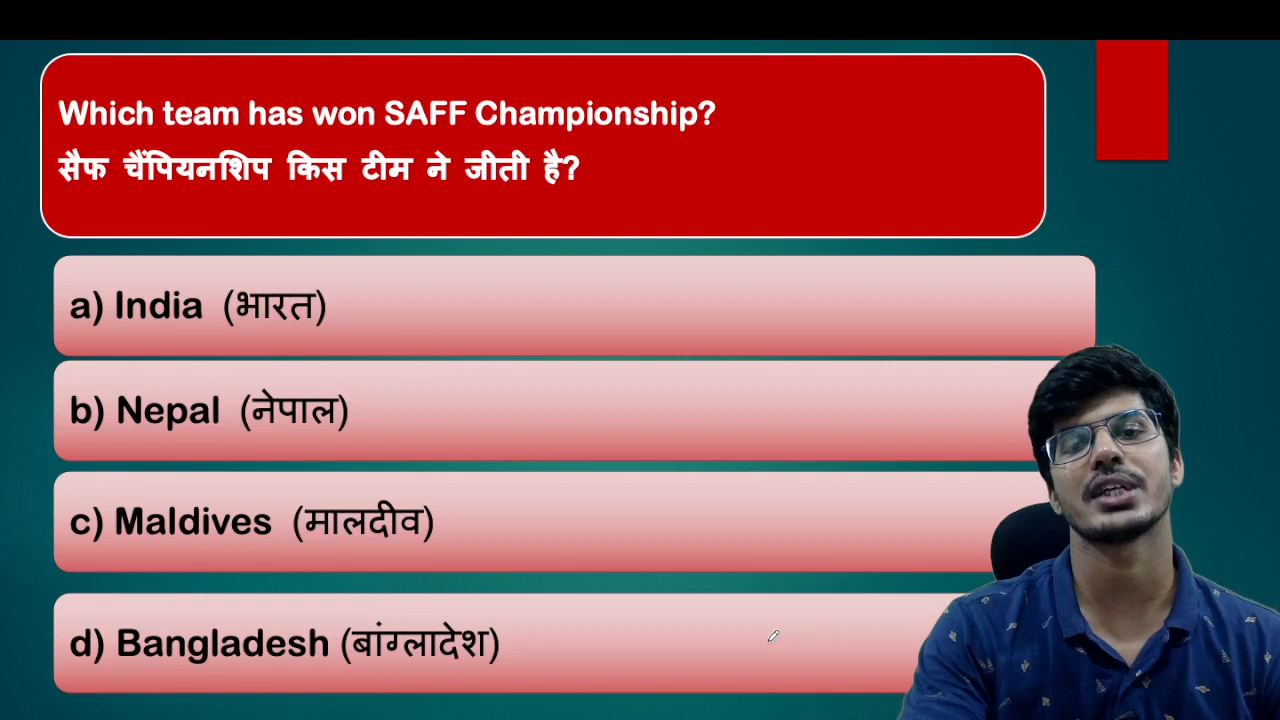 Which team has won SAFF Championship?
सैफ चैंपियनशिप किस टीम ने जीती है?
a) India (भारत)
b) Nepal (नेपाल)
c) Maldives (मालदीव)
d) Bangladesh (बांग्लादेश)